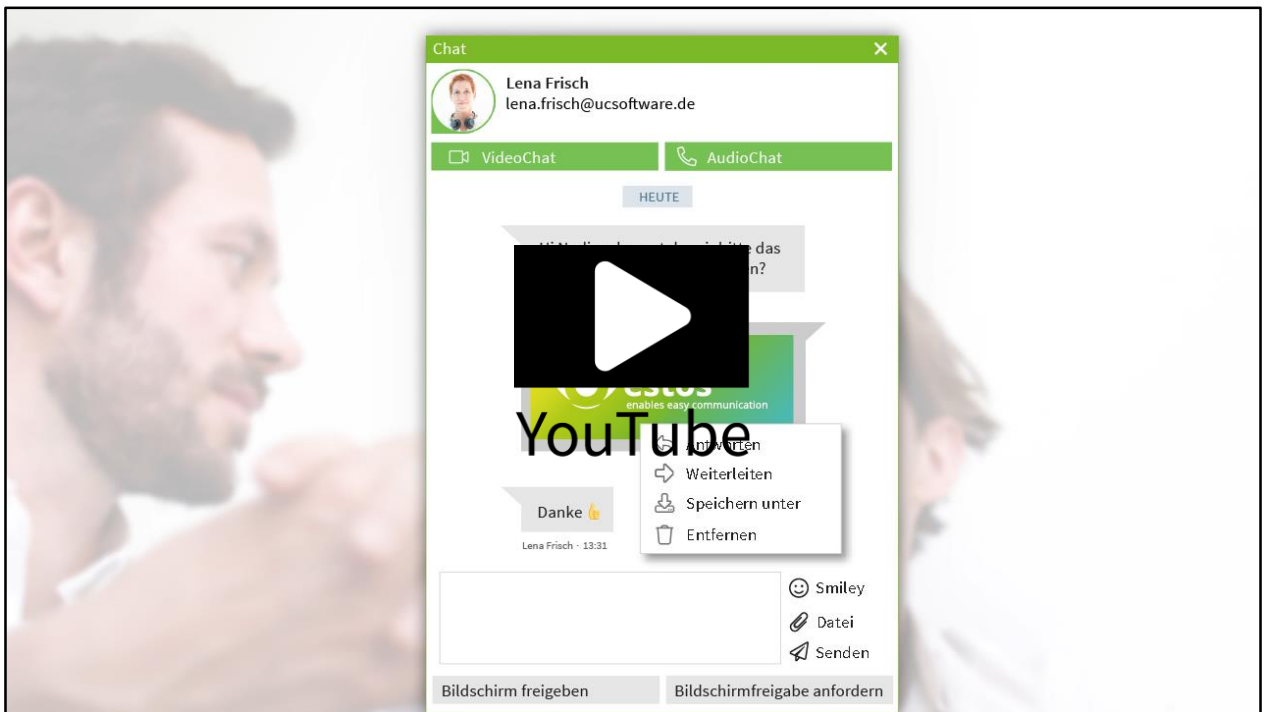 Chat
Lena Frisch
lena.frisch@ucsoftware.de
VideoChat
AudioChat
HEUTE
das
estos
enables easy communication
YouTube
Antworten
Weiterleiten
Speichern unter
Entfernen
Danke 👍
Lena Frisch · 13:31
Smiley
Datei
Senden
Bildschirm freigeben
Bildschirmfreigabe anfordern